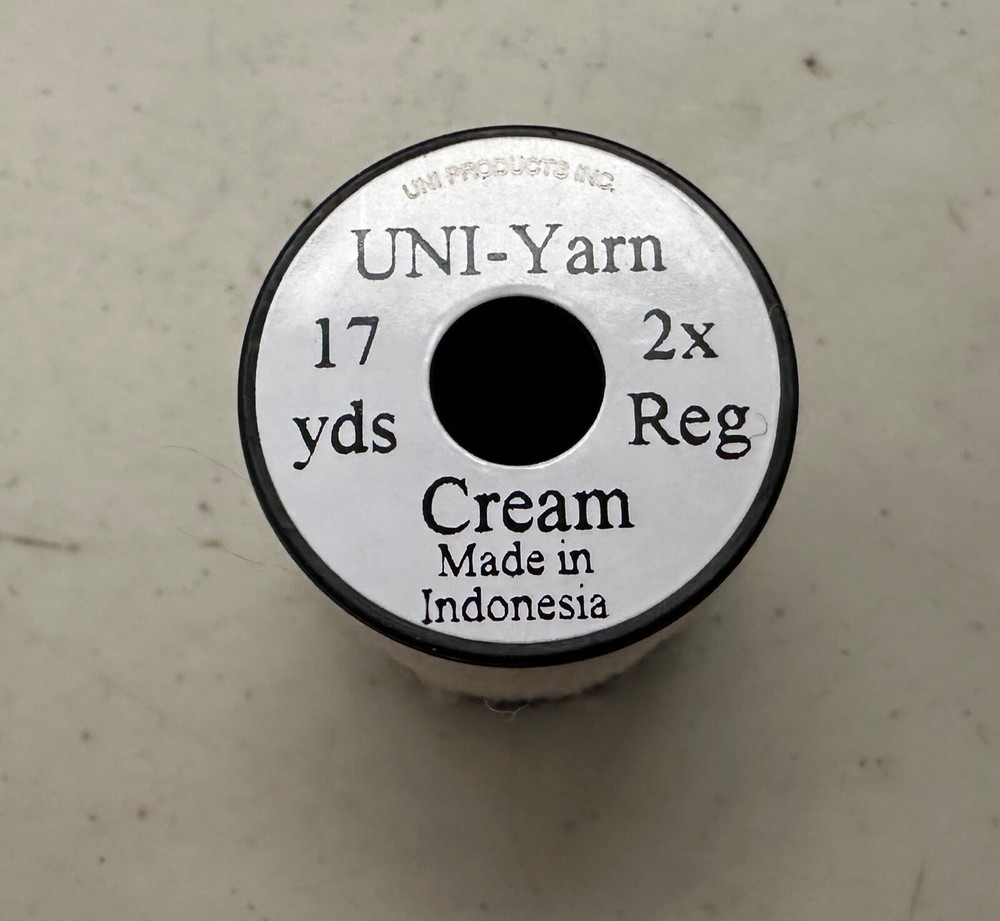 UNI PRODUCTS INC.
UNI-Yarn
17 yds
2x Reg
Cream
Made in
Indonesia